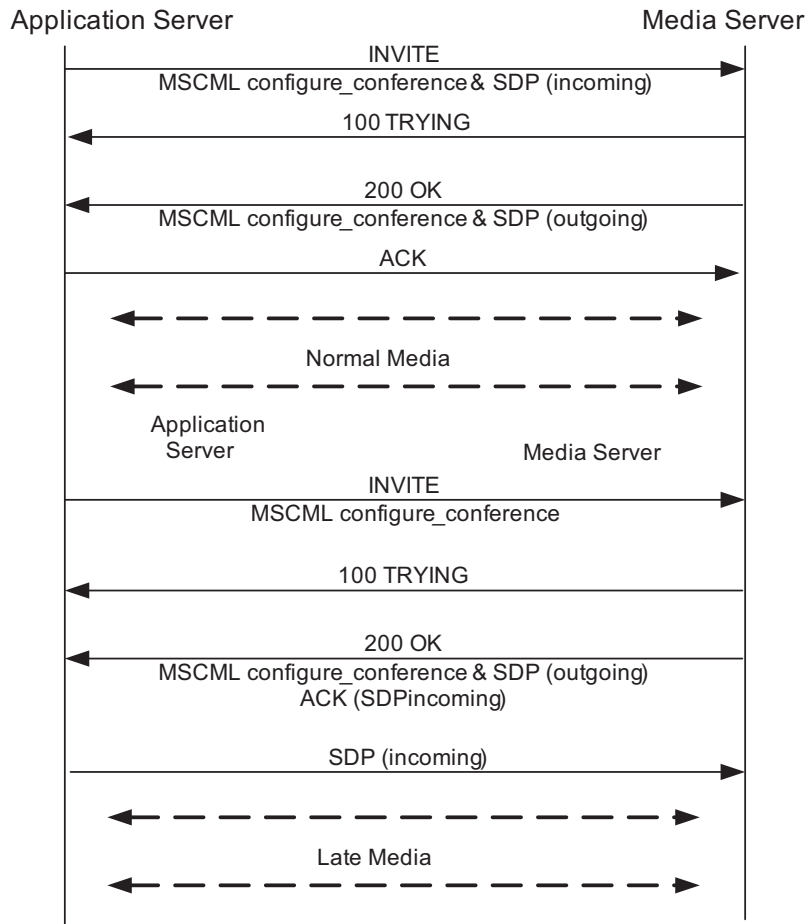 Application Server
Media Server
INVITE
MSCML configure_conference & SDP (incoming)
100 TRYING
200 OK
MSCML configure_conference & SDP (outgoing)
ACK
Normal Media
Application
Server
Media Server
INVITE
MSCML configure_conference
100 TRYING
200 OK
MSCML configure_conference & SDP (outgoing)
ACK (SDPincoming)
SDP (incoming)
Late Media